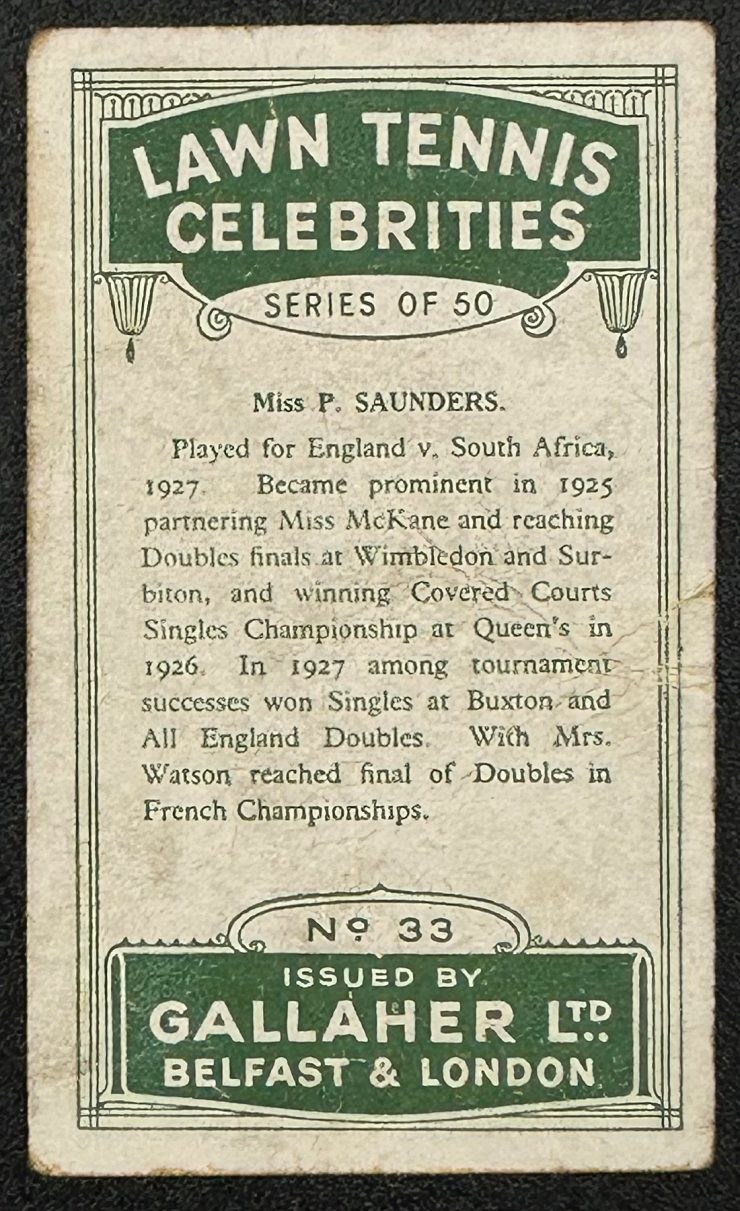 LAWN TENNIS
CELEBRITIES
SERIES OF 50
Miss P. SAUNDERS.
Played for England v. South Africa,
1927. Became prominent in 1925
partnering Miss McKane and reaching
Doubles finals at Wimbledon and Sur-
biton, and winning Covered Courts
Singles Championship at Queen's in
1926. In 1927 among tournament
successes won Singles at Buxton and
All England Doubles. With Mrs.
Watson reached final of Doubles in
French Championships.
Nº 33
ISSUED BY
GALLAHER LTD.
BELFAST & LONDON